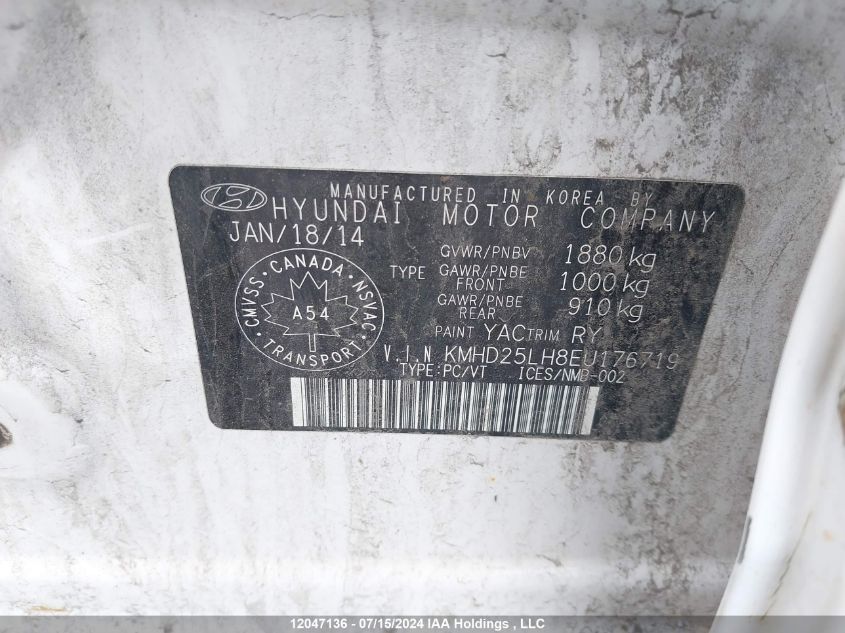 MANUFACTURED IN KOREA BY
HYUNDAI MOTOR COMPANY
JAN/18/14
GVWR/PNBV 1880 kg
TYPE GAWR/PNBE FRONT 1000 kg
GAWR/PNBE REAR 910 kg
PAINT YAC TRIM RY
V.I.N KMHD25LH8EU176719
TYPE:PC/VT ICES/NMB-002
CMVSS · CANADA · NSVAC
A54
TRANSPORT
12047136 - 07/15/2024 IAA Holdings , LLC